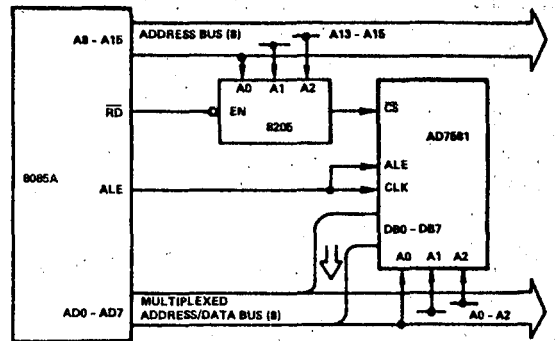 A8 - A15
ADDRESS BUS (8)
A13 - A15
A0
A1
A2
RD
EN
8205
CS
AD7581
8085A
ALE
ALE
CLK
DB0 - DB7
A0
A1
A2
AD0 - AD7
MULTIPLEXED
ADDRESS/DATA BUS (8)
A0 - A2